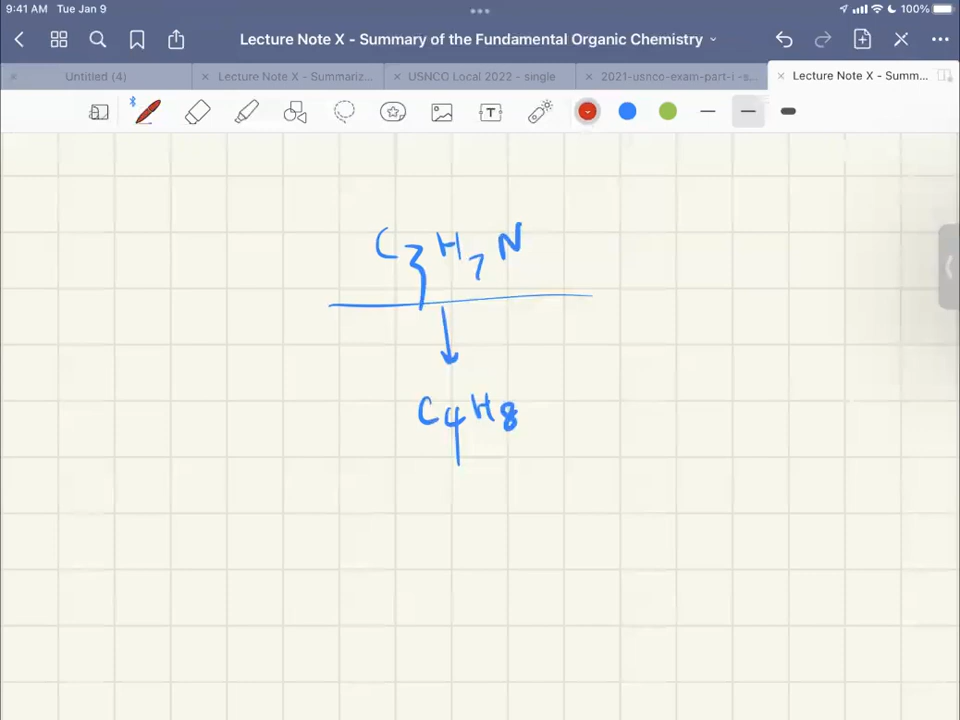 9:41 AM Tue Jan 9 100%
Lecture Note X - Summary of the Fundamental Organic Chemistry
Untitled (4) Lecture Note X - Summariz... USNCO Local 2022 - single 2021-usnco-exam-part-i -s... Lecture Note X - Summ...
T
C3H7N
C4H8